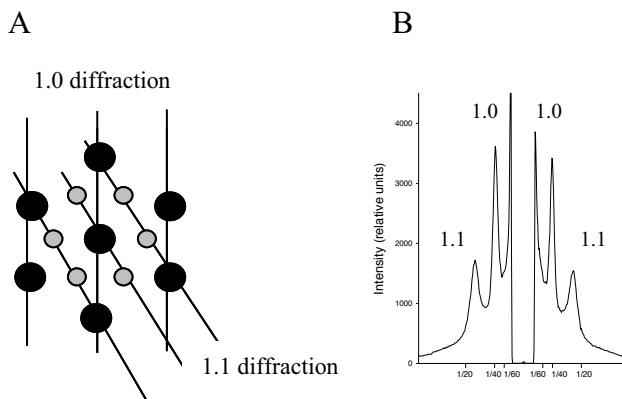 A
1.0 diffraction
1.1 diffraction
B
1.0 1.0
1.1 1.1
Intensity (relative units)
4000
3000
2000
1000
0
1/20 1/40 1/60 1/60 1/40 1/20